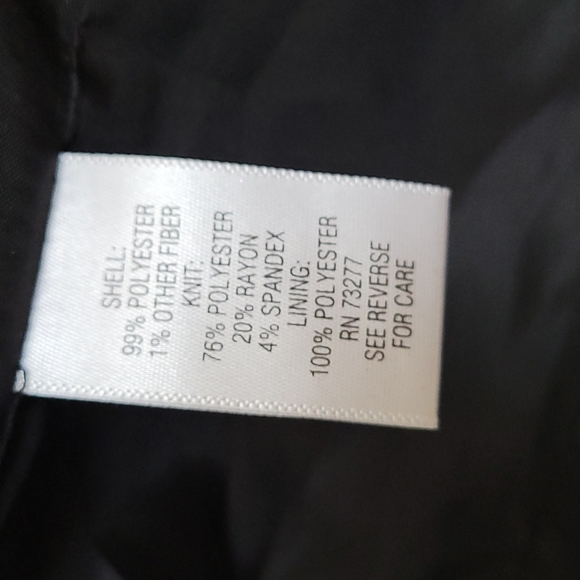 SHELL:
99% POLYESTER
1% OTHER FIBER
KNIT:
76% POLYESTER
20% RAYON
4% SPANDEX
LINING:
100% POLYESTER
RN 73277
SEE REVERSE
FOR CARE